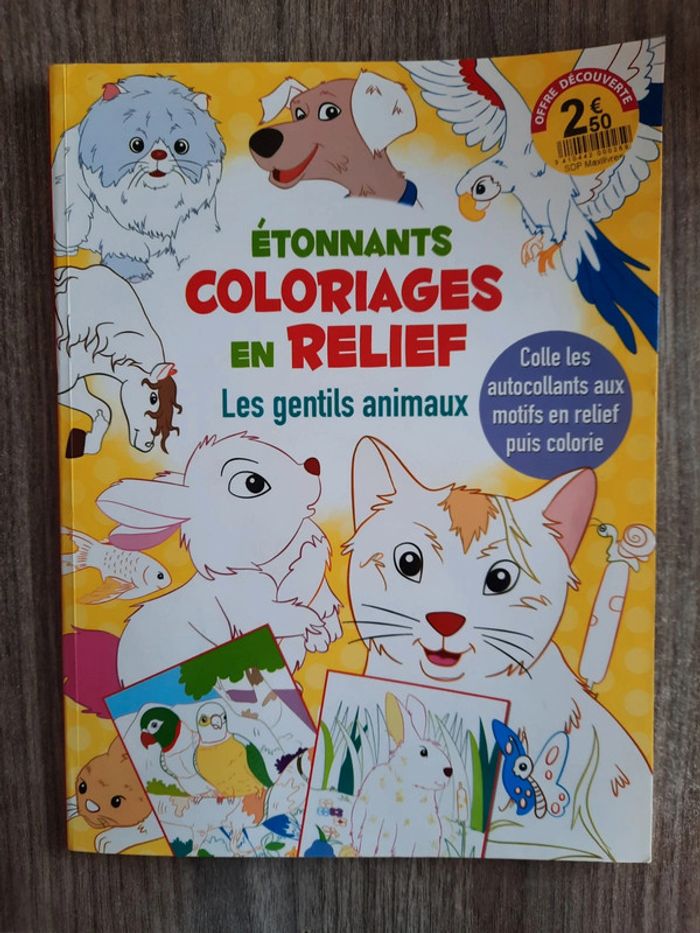 OFFRE DÉCOUVERTE
2€50
SDP Maxilivres
ÉTONNANTS
COLORIAGES
EN RELIEF
Les gentils animaux
Colle les
autocollants aux
motifs en relief
puis colorie